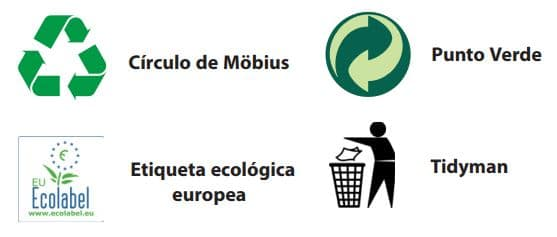 Círculo de Möbius
Punto Verde
€
EU
Ecolabel
www.ecolabel.eu
Etiqueta ecológica
europea
Tidyman